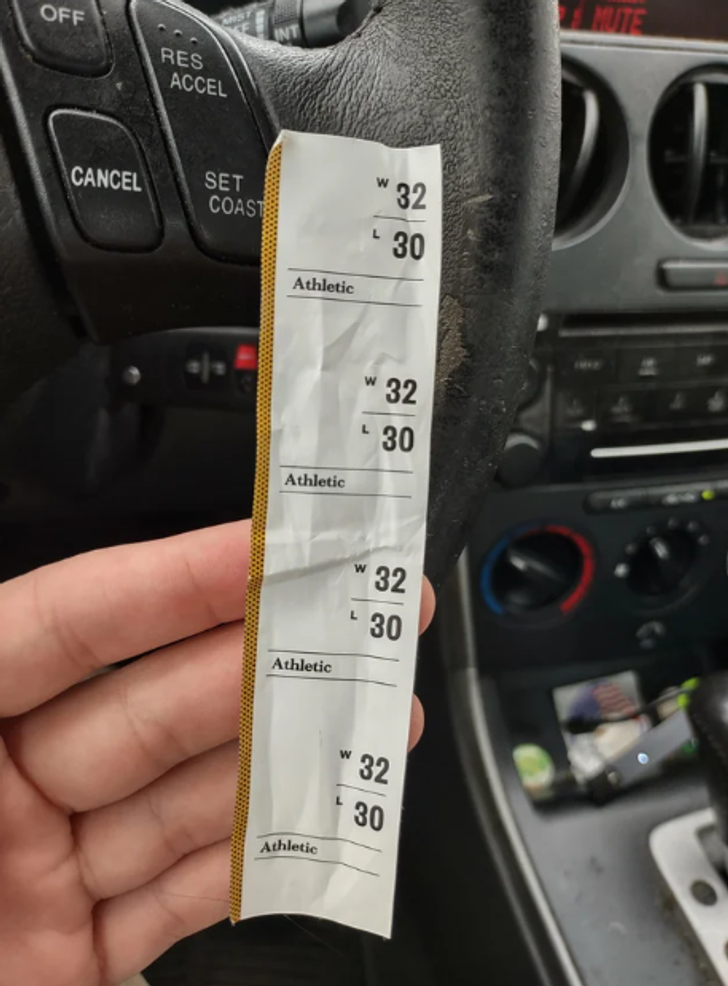 OFF
INT
MUTE
RES
ACCEL
CANCEL
SET
COAST
W 32
L 30
Athletic
W 32
L 30
Athletic
W 32
L 30
Athletic
W 32
L 30
Athletic